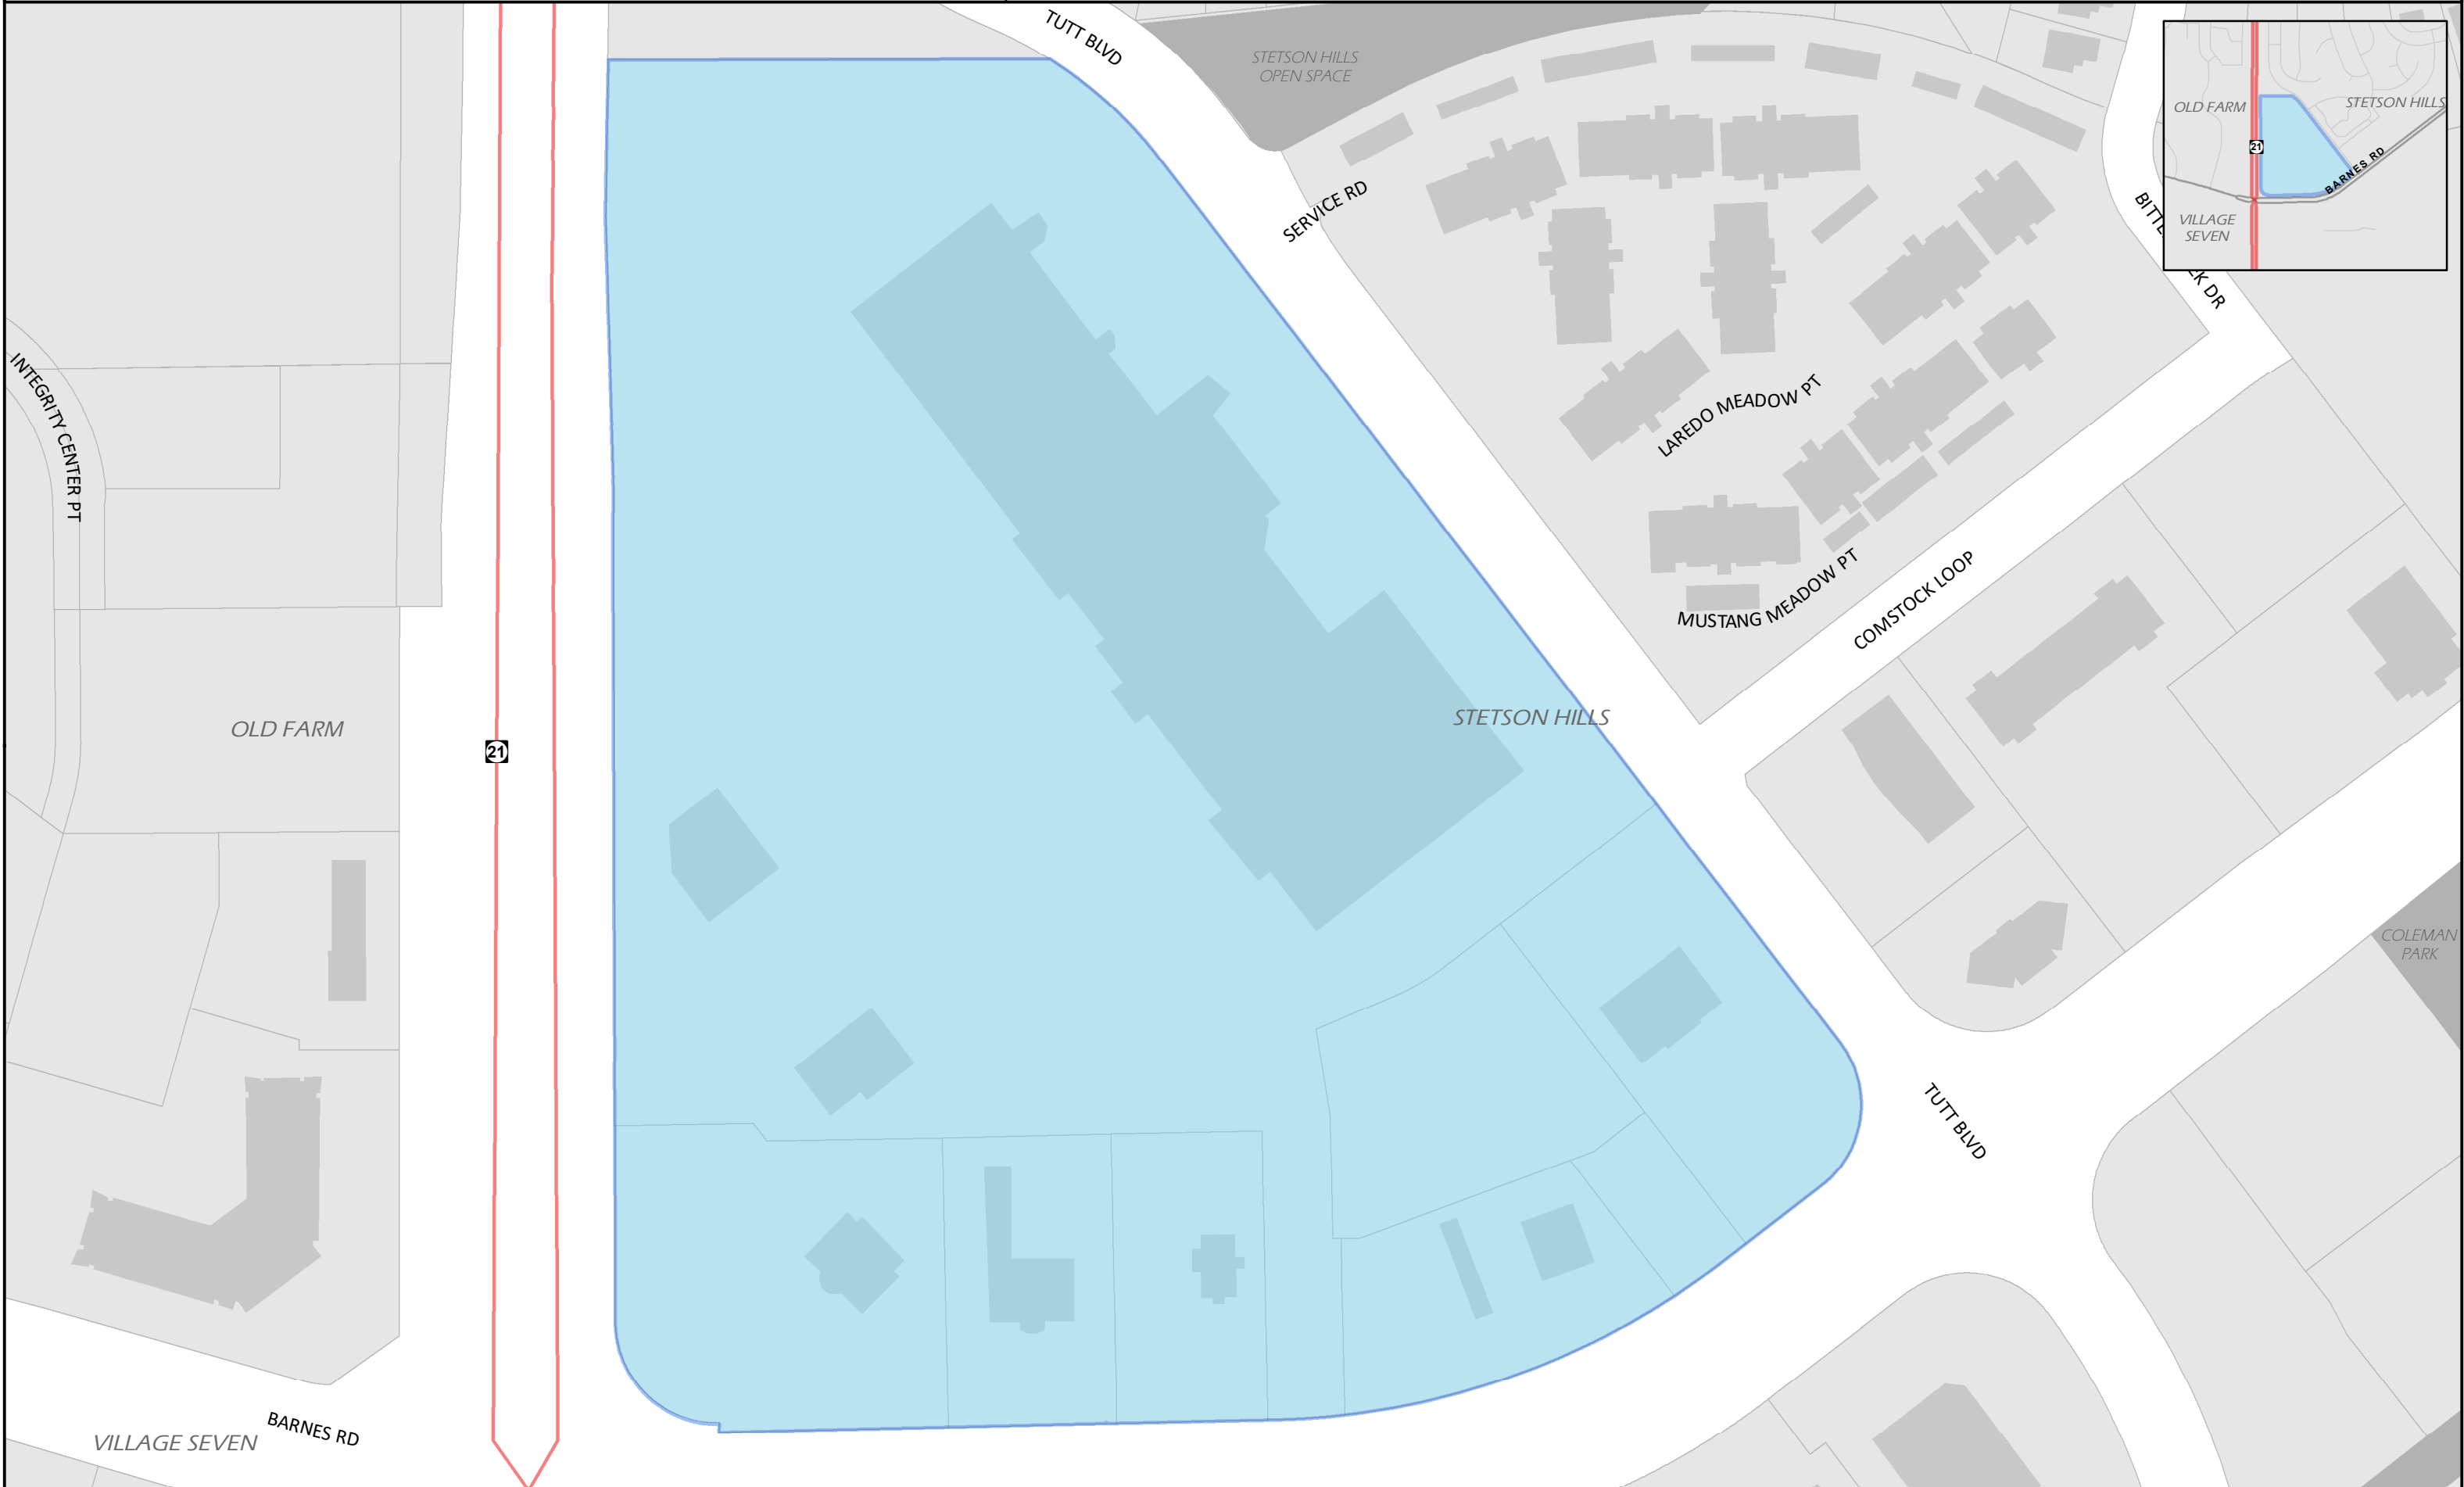 TUTT BLVD
STETSON HILLS
OPEN SPACE
SERVICE RD
INTEGRITY CENTER PT
LAREDO MEADOW PT
MUSTANG MEADOW PT
COMSTOCK LOOP
OLD FARM
21
STETSON HILLS
COLEMAN
PARK
TUTT BLVD
BARNES RD
VILLAGE SEVEN
OLD FARM
STETSON HILLS
21
BARNES RD
VILLAGE
SEVEN
DR